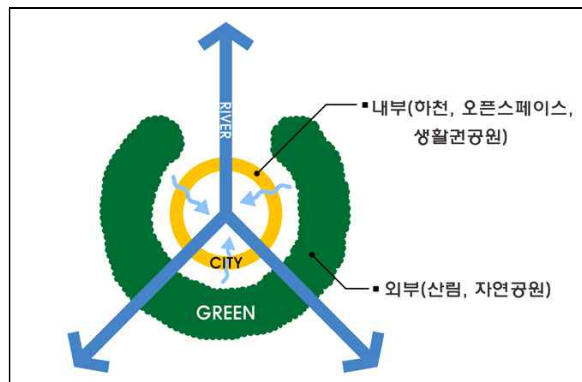 RIVER
▪ 내부(하천, 오픈스페이스,
생활권공원)
CITY
▪ 외부(산림, 자연공원)
GREEN